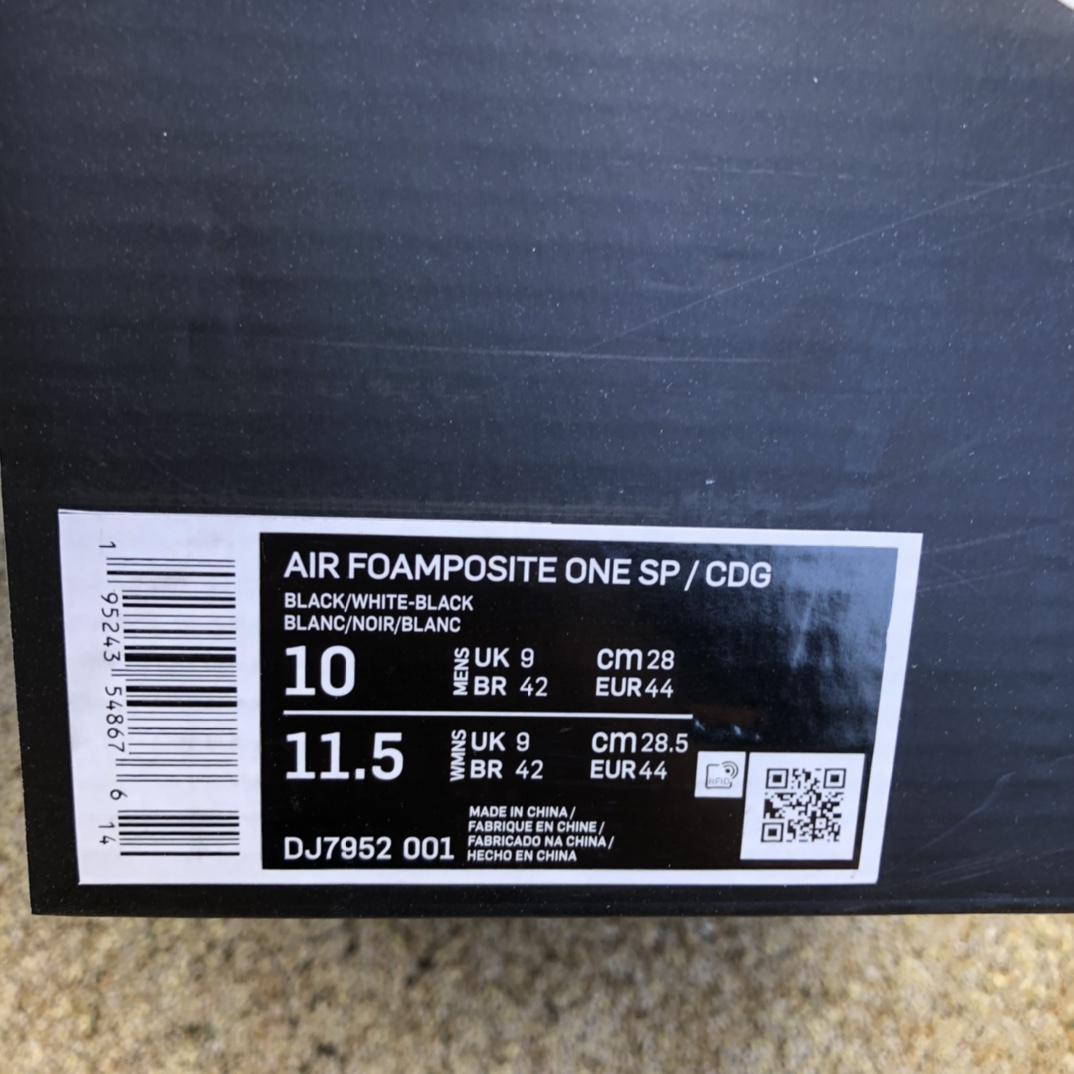 1 95243 54867 6 14
AIR FOAMPOSITE ONE SP / CDG
BLACK/WHITE-BLACK
BLANC/NOIR/BLANC
10 MENS UK 9 cm 28
BR 42 EUR 44
11.5 WMNS UK 9 cm 28.5
BR 42 EUR 44
RFID
MADE IN CHINA /
FABRIQUE EN CHINE /
FABRICADO NA CHINA /
HECHO EN CHINA
DJ7952 001